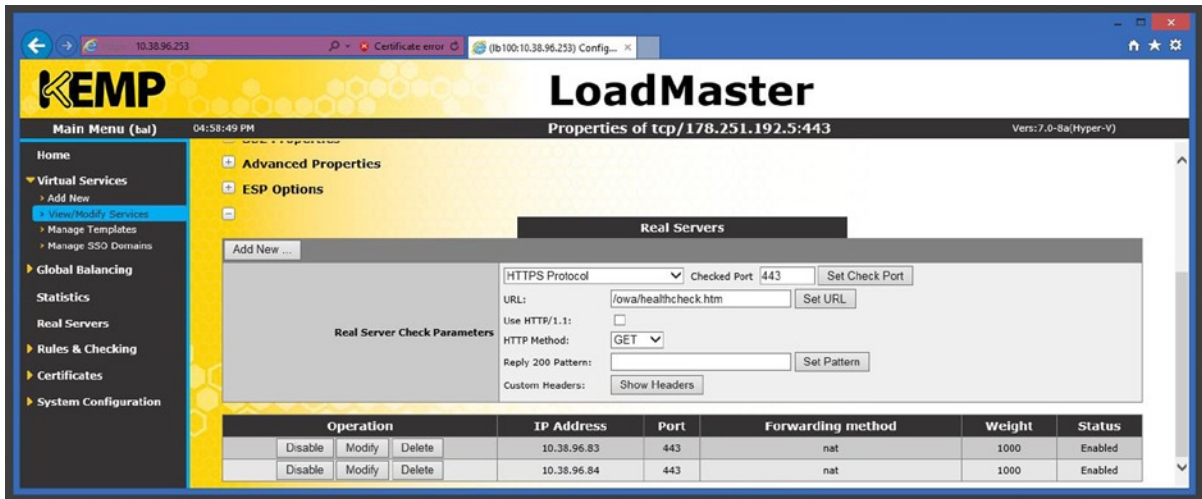 10.38.96.253
Certificate error
(lb100:10.38.96.253) Config...
KEMP
LoadMaster
Main Menu (bal)
04:58:49 PM
Properties of tcp/178.251.192.5:443
Vers:7.0-8a(Hyper-V)
Home
Virtual Services
Add New
View/Modify Services
Manage Templates
Manage SSO Domains
Global Balancing
Statistics
Real Servers
Rules & Checking
Certificates
System Configuration
Advanced Properties
ESP Options
Real Servers
Add New ...
Real Server Check Parameters
HTTPS Protocol Checked Port 443 Set Check Port
URL: /owa/healthcheck.htm Set URL
Use HTTP/1.1:
HTTP Method: GET
Reply 200 Pattern: Set Pattern
Custom Headers: Show Headers
Operation IP Address Port Forwarding method Weight Status
Disable Modify Delete 10.38.96.83 443 nat 1000 Enabled
Disable Modify Delete 10.38.96.84 443 nat 1000 Enabled